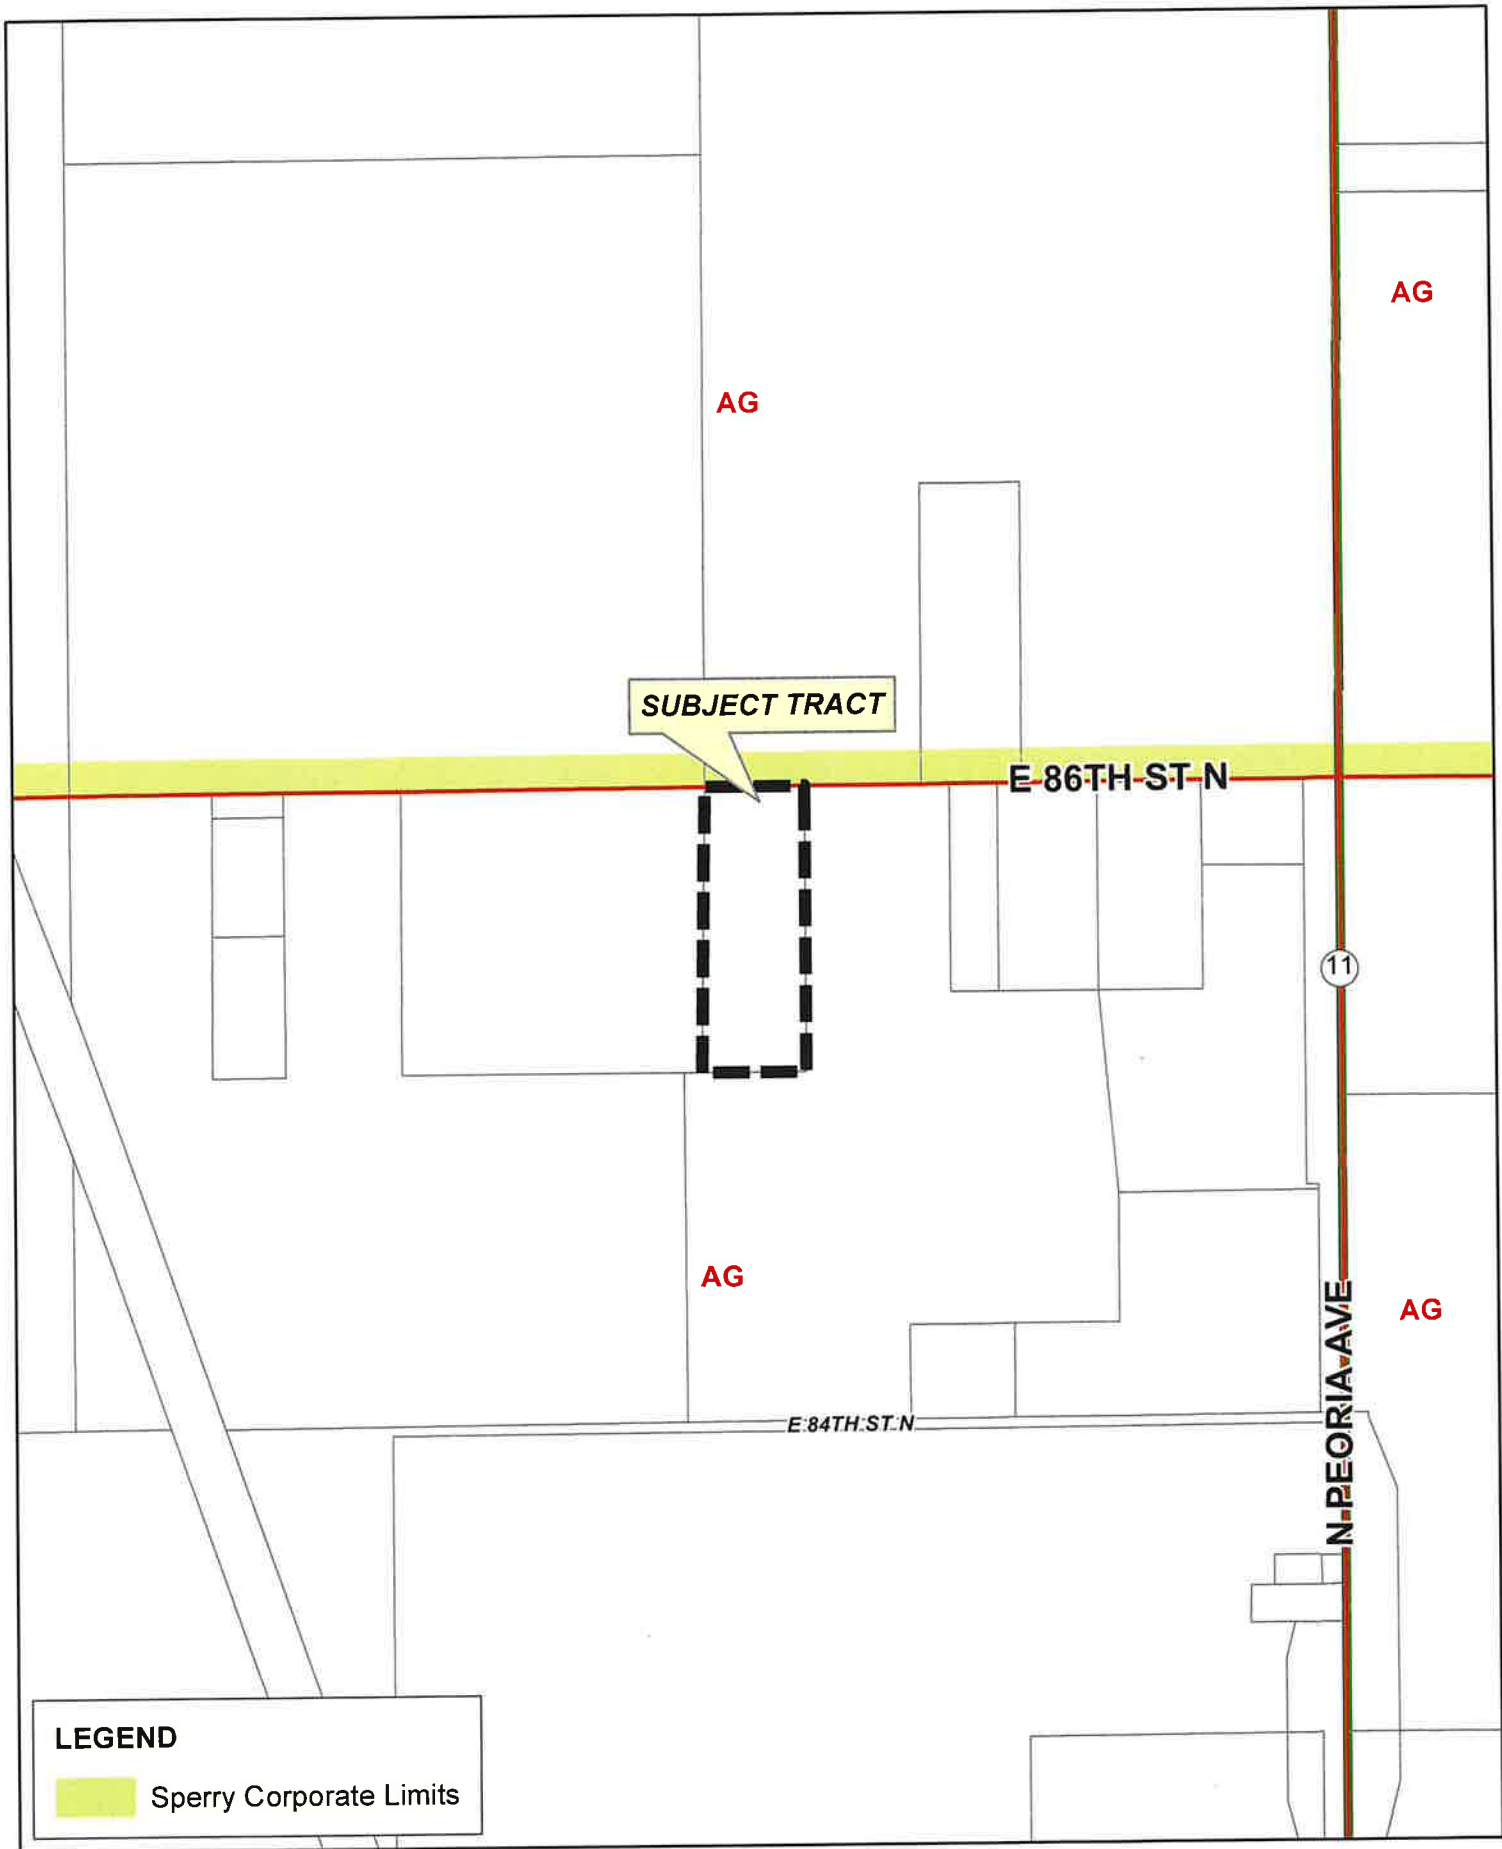 AG
AG
SUBJECT TRACT
E 86TH ST N
11
AG
AG
N PEORIA AVE
E 84TH ST N
LEGEND
Sperry Corporate Limits